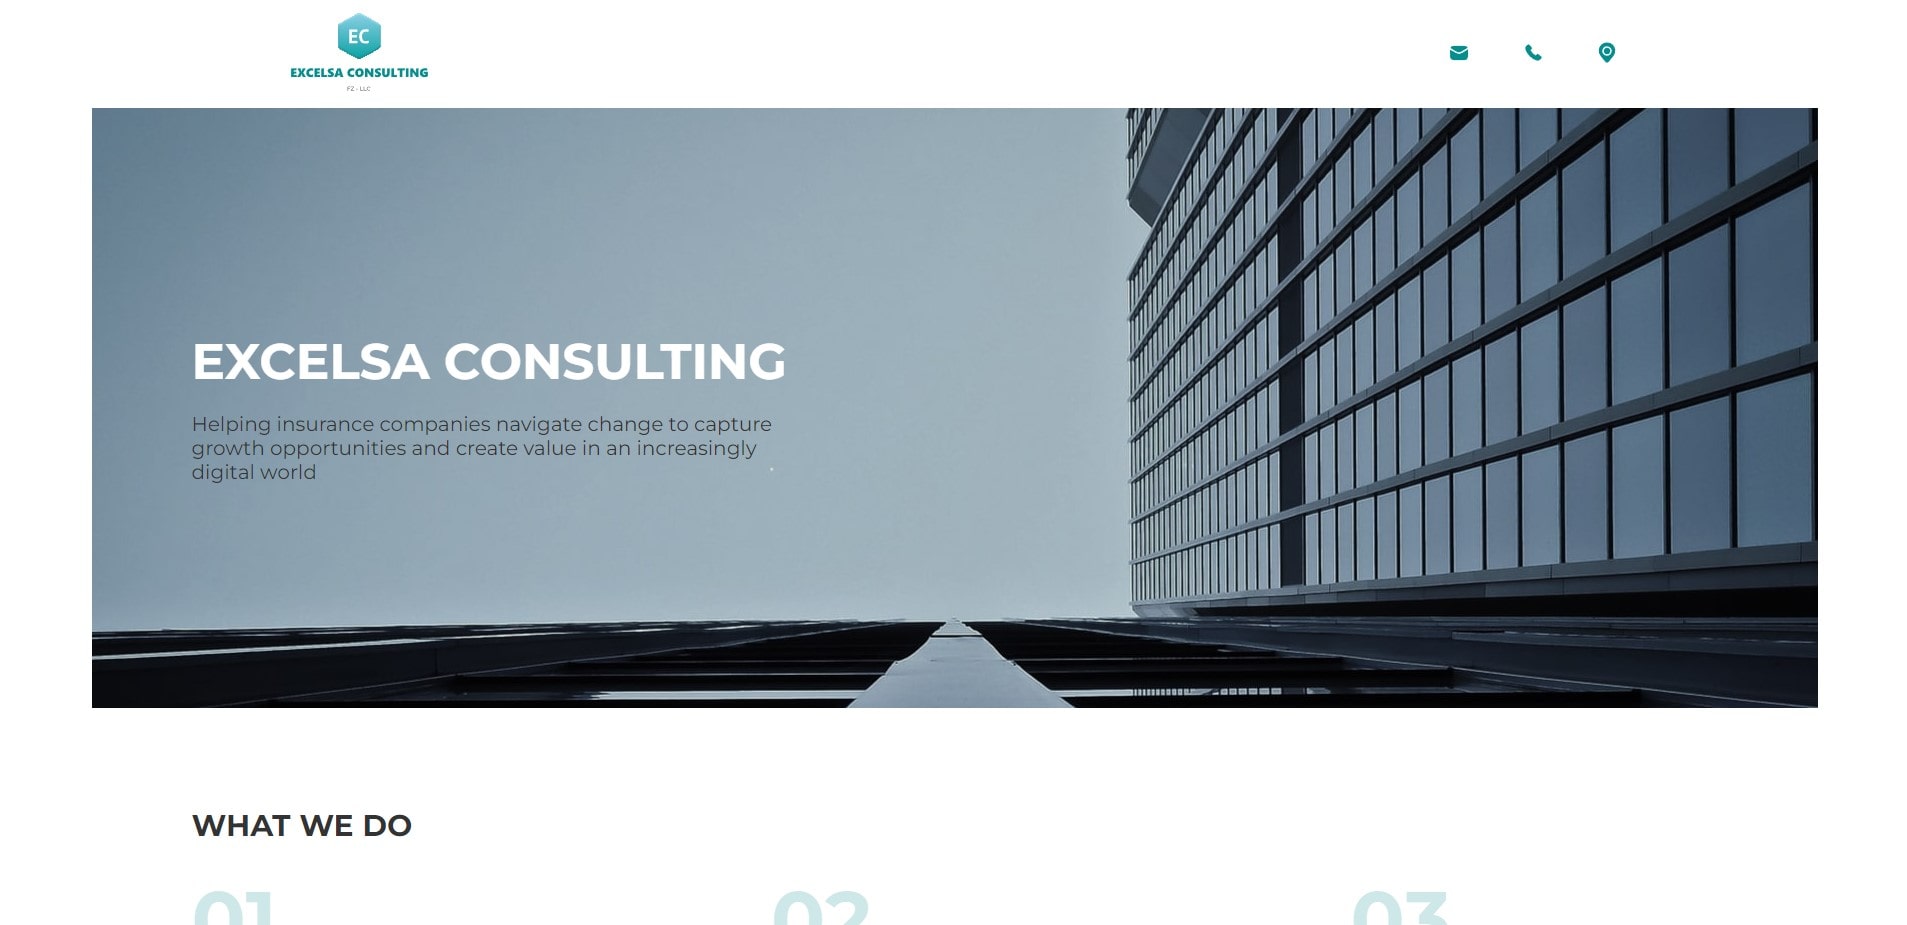 EC
EXCELSA CONSULTING
FZ - LLC
EXCELSA CONSULTING
Helping insurance companies navigate change to capture
growth opportunities and create value in an increasingly
digital world
WHAT WE DO
01 02 03